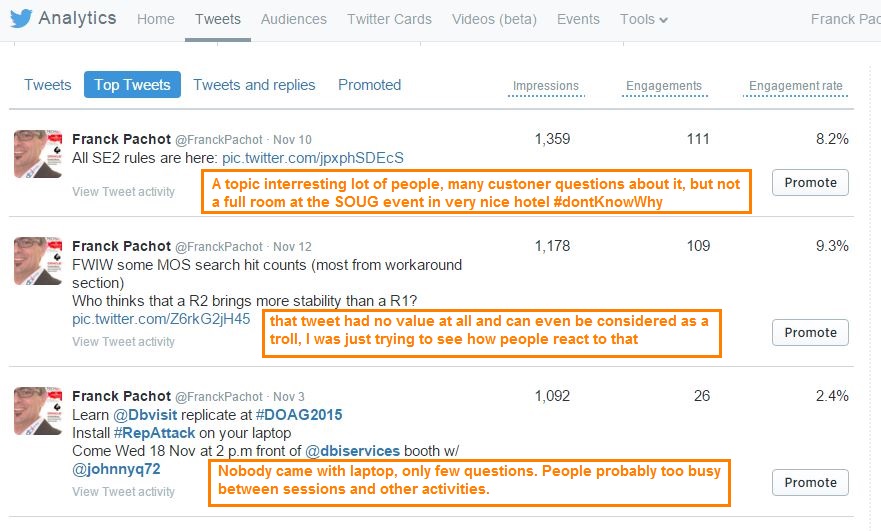 Analytics Home Tweets Audiences Twitter Cards Videos (beta) Events Tools Franck Pac
Tweets Top Tweets Tweets and replies Promoted Impressions Engagements Engagement rate
Franck Pachot @FranckPachot · Nov 10 1,359 111 8.2%
All SE2 rules are here: pic.twitter.com/jpxphSDEcS
View Tweet activity
Promote
A topic interresting lot of people, many custoner questions about it, but not
a full room at the SOUG event in very nice hotel #dontKnowWhy
Franck Pachot @FranckPachot · Nov 12 1,178 109 9.3%
FWIW some MOS search hit counts (most from workaround
section)
Who thinks that a R2 brings more stability than a R1?
pic.twitter.com/Z6rkG2jH45
View Tweet activity
Promote
that tweet had no value at all and can even be considered as a
troll, I was just trying to see how people react to that
Franck Pachot @FranckPachot · Nov 3 1,092 26 2.4%
Learn @Dbvisit replicate at #DOAG2015
Install #RepAttack on your laptop
Come Wed 18 Nov at 2 p.m front of @dbiservices booth w/
@johnnyq72
View Tweet activity
Promote
Nobody came with laptop, only few questions. People probably too busy
between sessions and other activities.